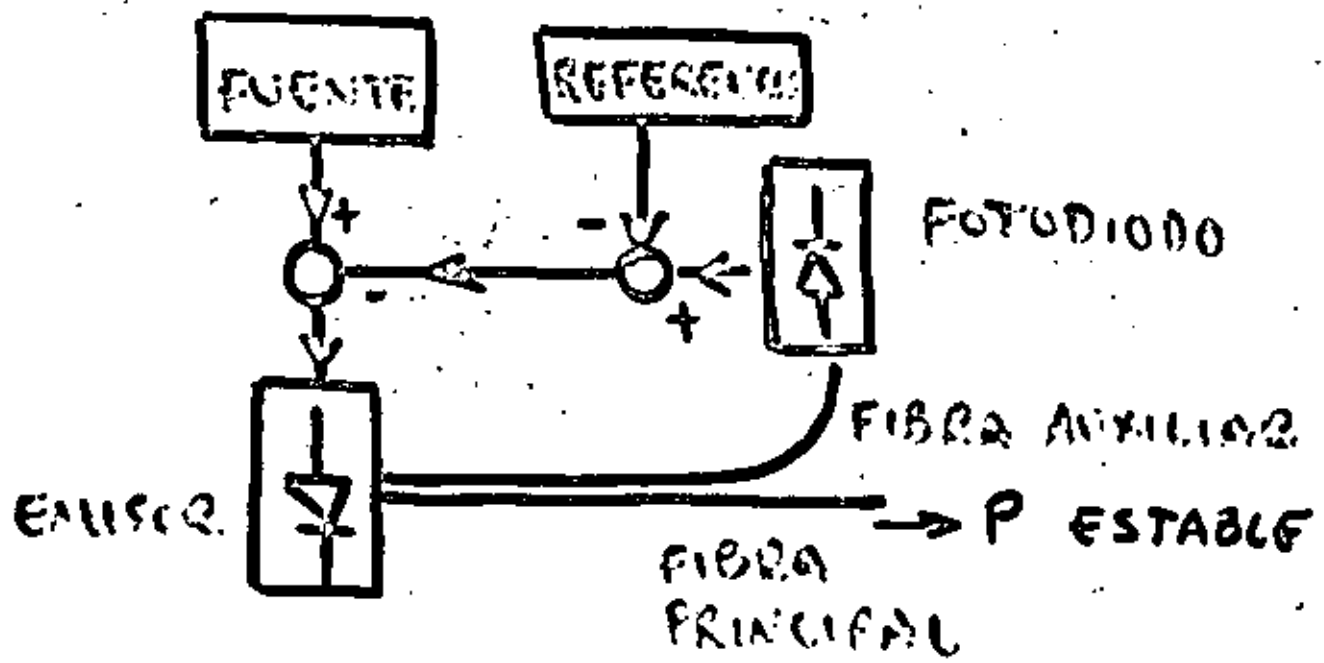 FUENTE
REFERENCIA
+
-
-
+
FOTODIODO
FIBRA AUXILIAR
EMISOR
P ESTABLE
FIBRA
PRINCIPAL